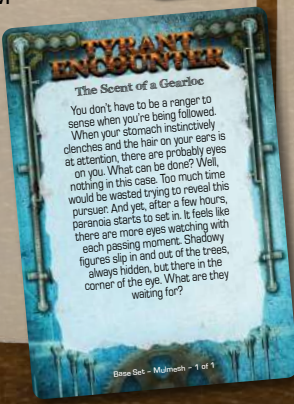 TYRANT
ENCOUNTER
The Scent of a Gearloc
You don't have to be a ranger to
sense when you're being followed.
When your stomach instinctively
clenches and the hair on your ears is
at attention, there are probably eyes
on you. What can be done? Well,
nothing in this case. Too much time
would be wasted trying to reveal this
pursuer. And yet, after a few hours,
paranoia starts to set in. It feels like
there are more eyes watching with
each passing moment. Shadowy
figures slip in and out of the trees,
always hidden, but there in the
corner of the eye. What are they
waiting for?
Base Set - Mulmesh - 1 of 1